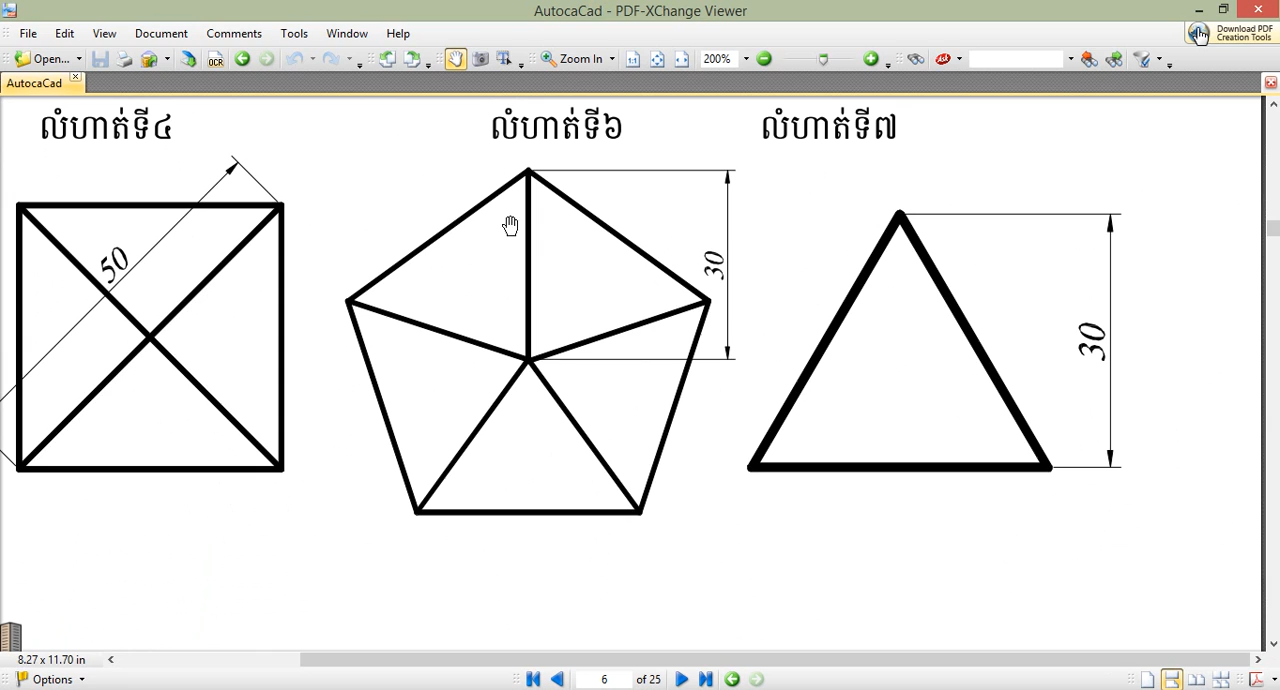 AutocaCad - PDF-XChange Viewer
File Edit View Document Comments Tools Window Help
Download PDF
Creation Tools
Open... OCR Zoom In 200%
AutocaCad
លំហាត់ទី៤ លំហាត់ទី៦ លំហាត់ទី៧
50
30
30
8.27 x 11.70 in
Options 6 of 25